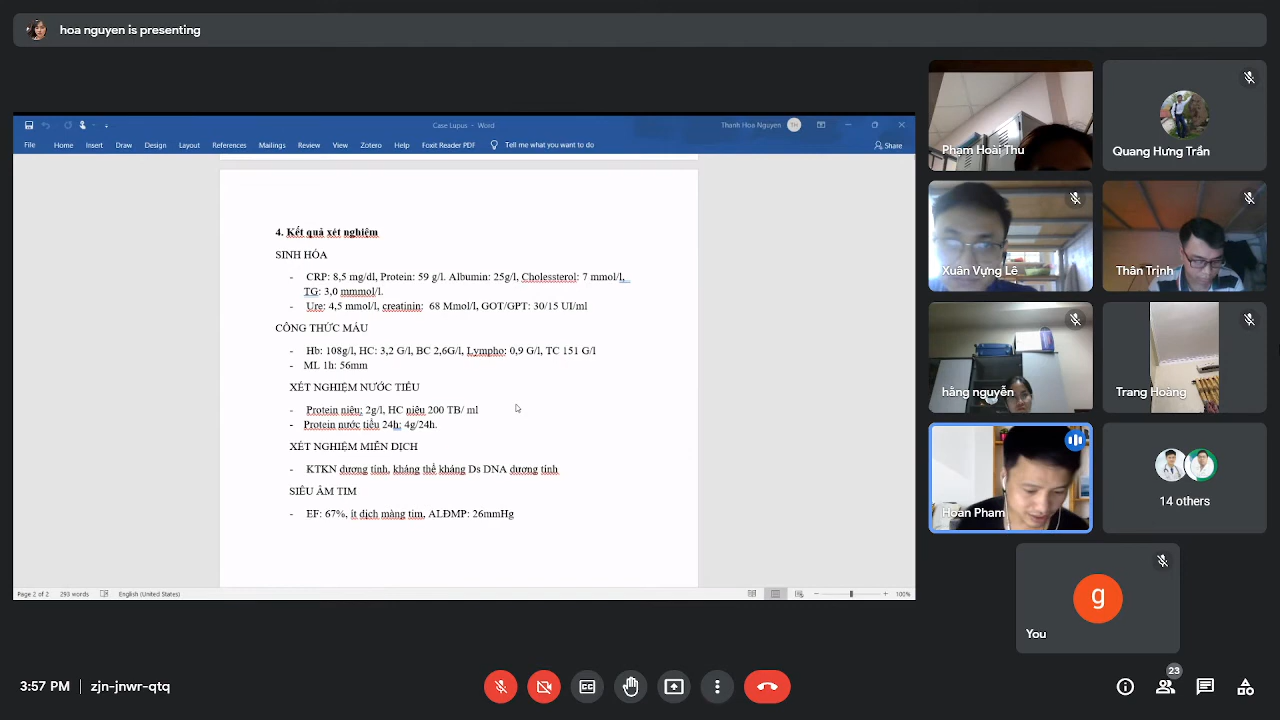 hoa nguyen is presenting
Case Lupus - Word
Thanh Hoa Nguyen
TH
File Home Insert Draw Design Layout References Mailings Review View Zotero Help Foxit Reader PDF Tell me what you want to do Share
4. Kết quả xét nghiệm
SINH HÓA
- CRP: 8,5 mg/dl, Protein: 59 g/l. Albumin: 25g/l, Cholessterol: 7 mmol/l,
TG: 3,0 mmmol/l.
- Ure: 4,5 mmol/l, creatinin: 68 Mmol/l, GOT/GPT: 30/15 UI/ml
CÔNG THỨC MÁU
- Hb: 108g/l, HC: 3,2 G/l, BC 2,6G/l, Lympho: 0,9 G/l, TC 151 G/l
- ML 1h: 56mm
XÉT NGHIỆM NƯỚC TIỂU
- Protein niệu: 2g/l, HC niệu 200 TB/ ml
- Protein nước tiểu 24h: 4g/24h.
XÉT NGHIỆM MIỄN DỊCH
- KTKN dương tính, kháng thể kháng Ds DNA dương tính
SIÊU ÂM TIM
- EF: 67%, ít dịch màng tim, ALĐMP: 26mmHg
Page 2 of 2 293 words English (United States) 100%
Phạm Hoài Thu
Quang Hưng Trần
Xuân Vựng Lê
Thân Trịnh
hằng nguyễn
Trang Hoàng
Hoàn Pham
14 others
g
You
3:57 PM | zjn-jnwr-qtq
CC
23